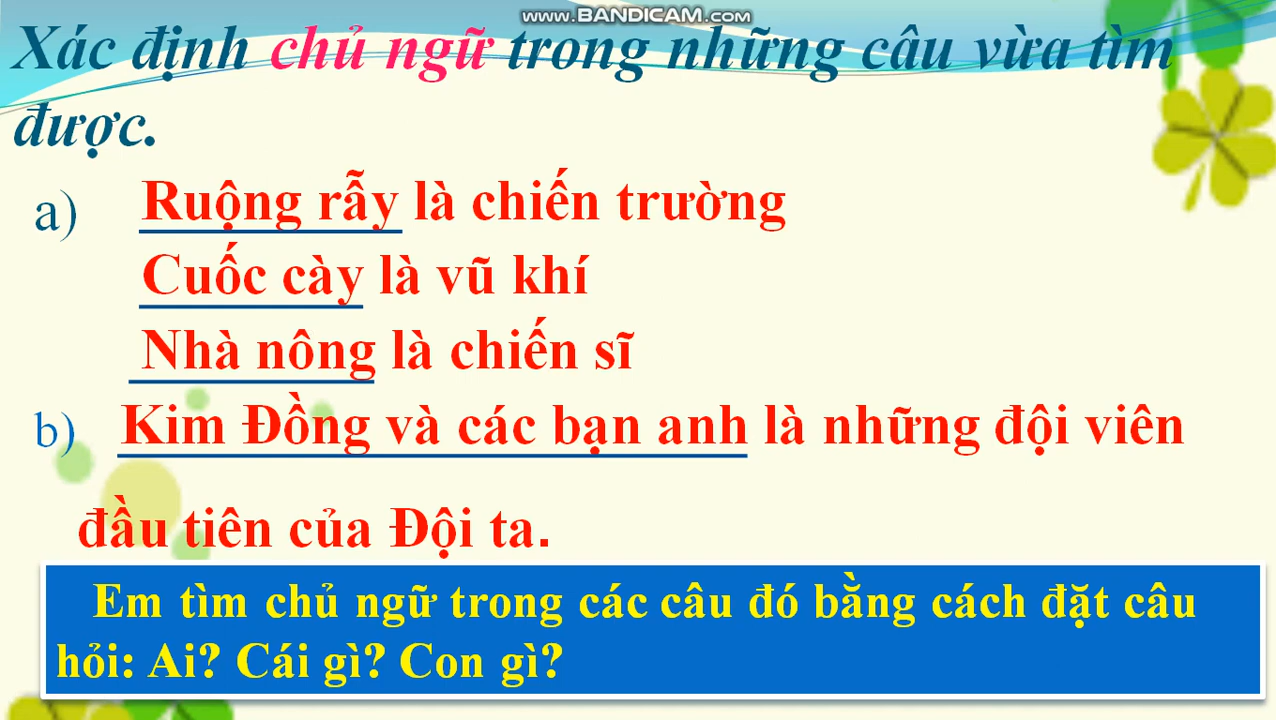 www.BANDICAM.com
Xác định chủ ngữ trong những câu vừa tìm
được.
a) Ruộng rẫy là chiến trường
Cuốc cày là vũ khí
Nhà nông là chiến sĩ
b) Kim Đồng và các bạn anh là những đội viên
đầu tiên của Đội ta.
Em tìm chủ ngữ trong các câu đó bằng cách đặt câu
hỏi: Ai? Cái gì? Con gì?